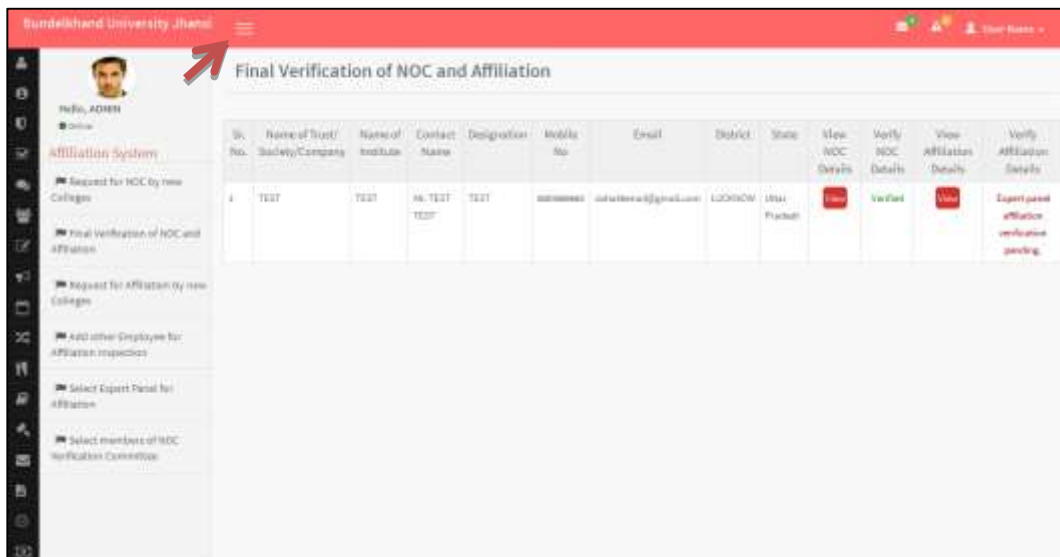 Bundelkhand University Jhansi
User Name
Final Verification of NOC and Affiliation
Hello, ADMIN
Online
Affiliation System
Request for NOC by new
Colleges
Final Verification of NOC and
Affiliation
Request for Affiliation by new
Colleges
Add other Employee for
Affiliation Inspection
Select Expert Panel for
Affiliation
Select members of NOC
Verification Committee
Sr. No.
Name of Trust/ Society/Company
Name of Institute
Contact Name
Designation
Mobile No
Email
District
State
View NOC Details
Verify NOC Details
View Affiliation Details
Verify Affiliation Details
1
TEST
TEST
Mr. TEST TEST
TEST
LUCKNOW
Uttar Pradesh
View
Verified
View
Expert panel affiliation verification pending.